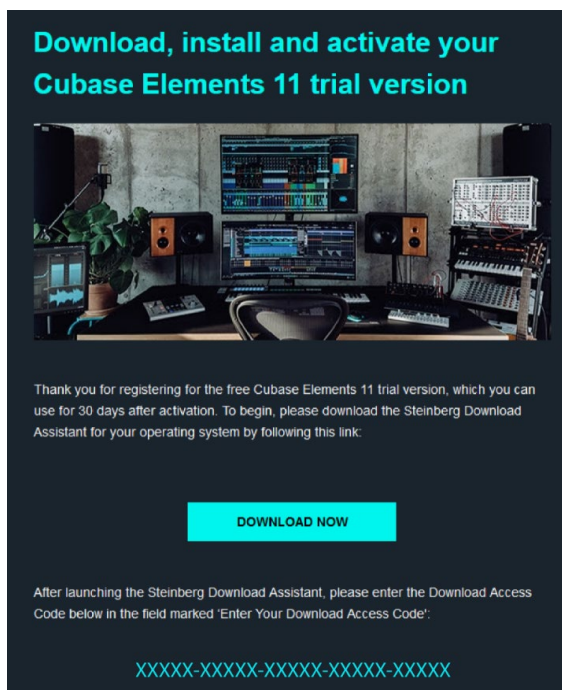 Download, install and activate your
Cubase Elements 11 trial version
Thank you for registering for the free Cubase Elements 11 trial version, which you can
use for 30 days after activation. To begin, please download the Steinberg Download
Assistant for your operating system by following this link:
DOWNLOAD NOW
After launching the Steinberg Download Assistant, please enter the Download Access
Code below in the field marked 'Enter Your Download Access Code':
XXXXX-XXXXX-XXXXX-XXXXX-XXXXX